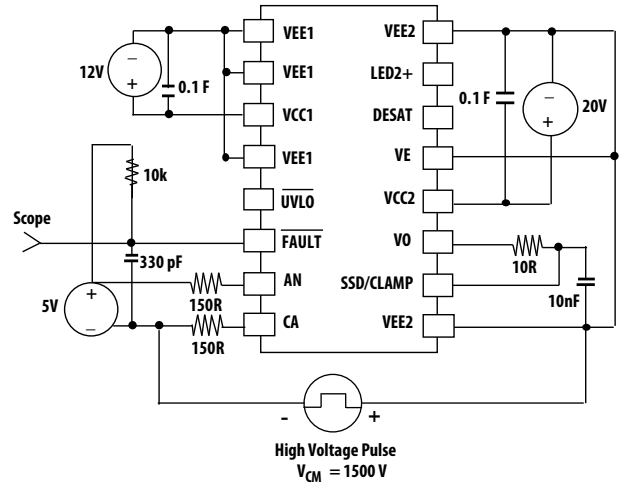 VEE1
VEE2
12V
0.1 F
VEE1
LED2+
0.1 F
20V
VCC1
DESAT
VEE1
VE
10k
UVLO
VCC2
Scope
FAULT
VO
10R
330 pF
AN
SSD/CLAMP
10nF
5V
150R
CA
VEE2
150R
High Voltage Pulse
VCM = 1500 V